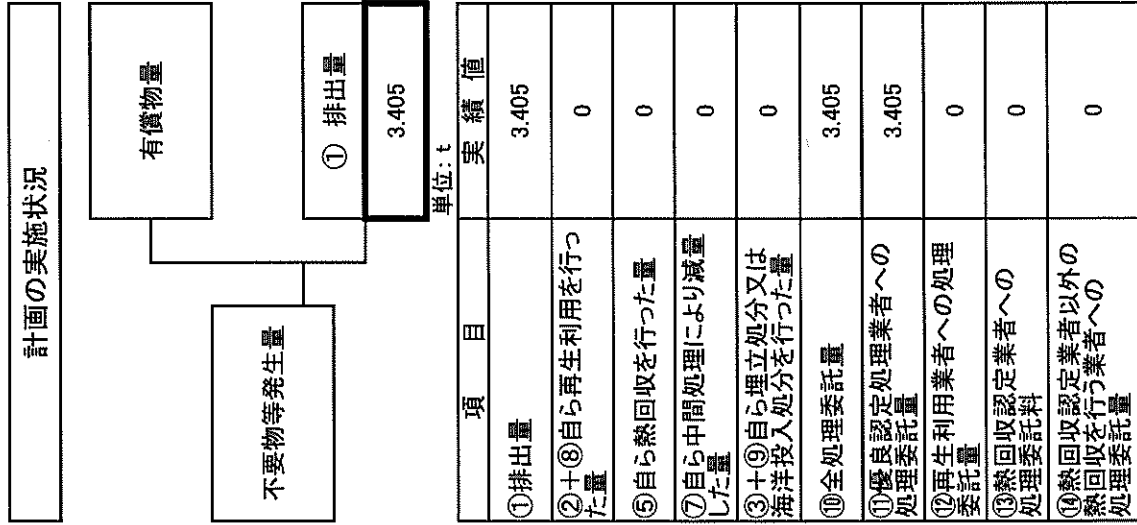 計画の実施状況
有償物量
不要物等発生量
① 排出量
3.405
単位：t
項 目
実 績 値
①排出量
3.405
②＋⑧自ら再生利用を行っ
た量
0
⑤自ら熱回収を行った量
0
⑦自ら中間処理により減量
した量
0
③＋⑨自ら埋立処分又は
海洋投入処分を行った量
0
⑩全処理委託量
3.405
⑪優良認定処理業者への
処理委託量
3.405
⑫再生利用業者への処理
委託量
0
⑬熱回収認定業者への
処理委託料
0
⑭熱回収認定業者以外の
熱回収を行う業者への
処理委託量
0